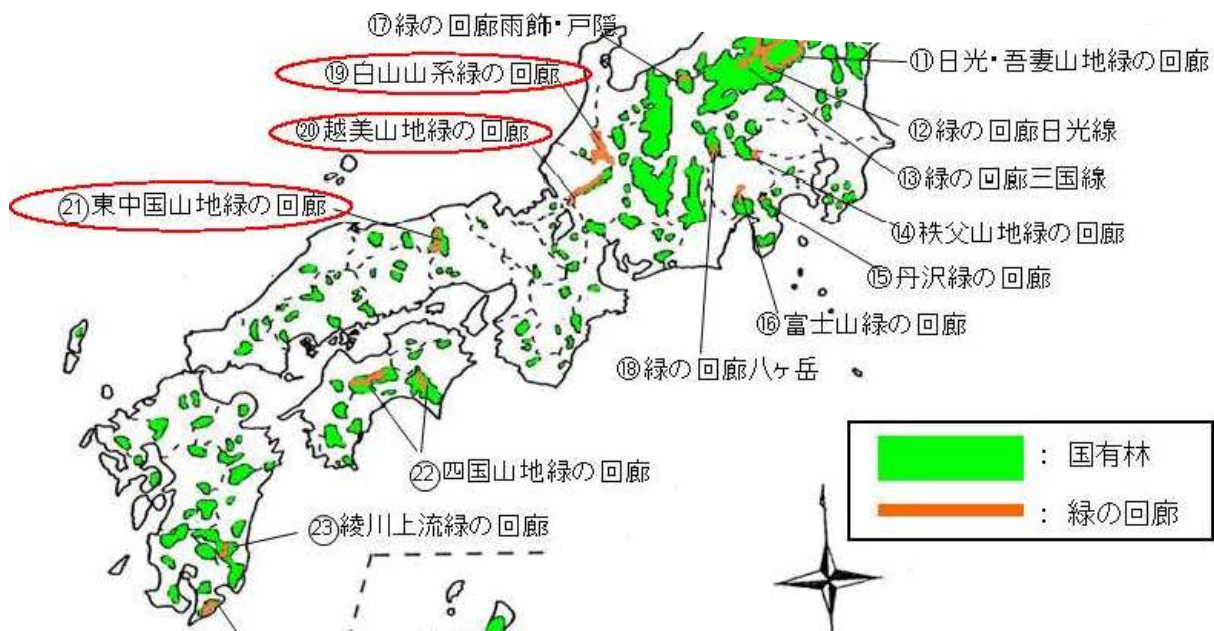 ⑰緑の回廊雨飾・戸隠
⑲白山山系緑の回廊
⑪日光・吾妻山地緑の回廊
⑳越美山地緑の回廊
⑫緑の回廊日光線
⑬緑の回廊三国線
㉑東中国山地緑の回廊
⑭秩父山地緑の回廊
⑮丹沢緑の回廊
⑯富士山緑の回廊
⑱緑の回廊八ヶ岳
：国有林
：緑の回廊
㉒四国山地緑の回廊
㉓綾川上流緑の回廊